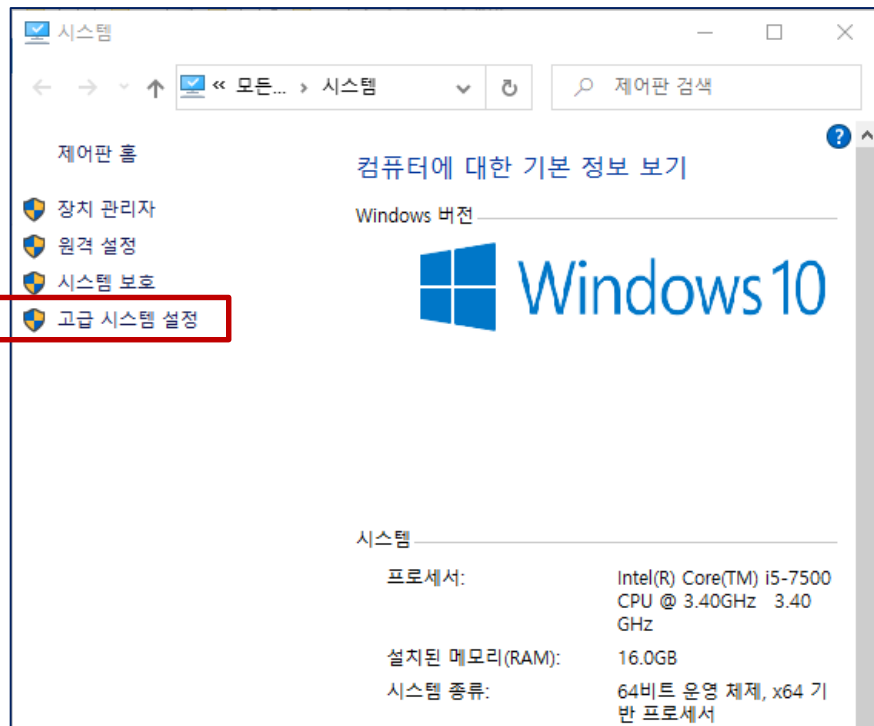 시스템
« 모든... › 시스템
제어판 검색
제어판 홈
장치 관리자
원격 설정
시스템 보호
고급 시스템 설정
컴퓨터에 대한 기본 정보 보기
Windows 버전
Windows 10
시스템
프로세서:
Intel(R) Core(TM) i5-7500
CPU @ 3.40GHz 3.40
GHz
설치된 메모리(RAM):
16.0GB
시스템 종류:
64비트 운영 체제, x64 기
반 프로세서